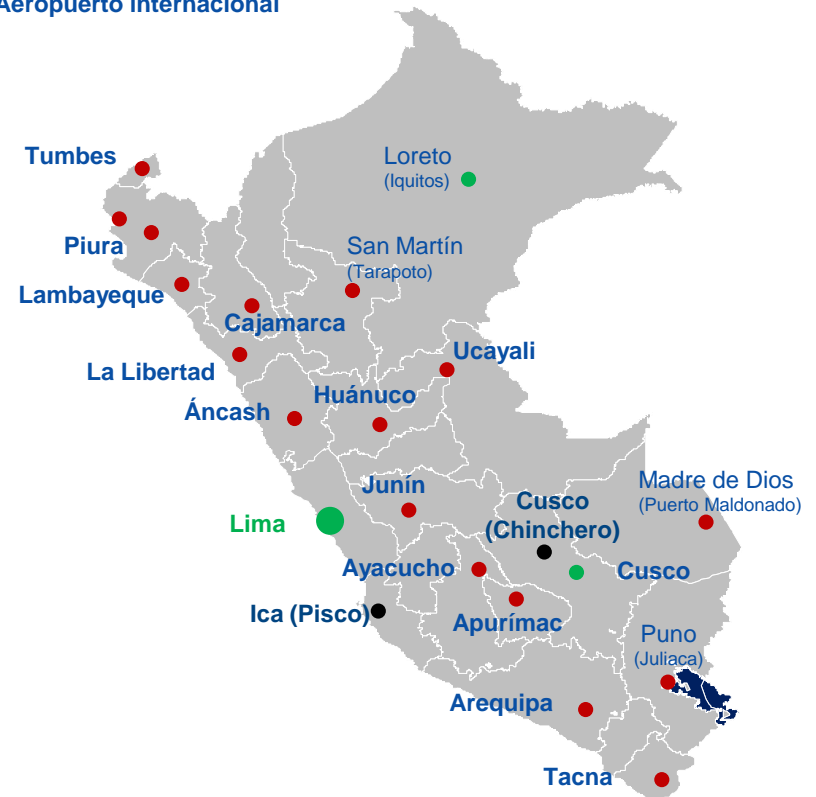 Aeropuerto internacional
Tumbes
Loreto
(Iquitos)
Piura
San Martín
(Tarapoto)
Lambayeque
Cajamarca
Ucayali
La Libertad
Huánuco
Áncash
Junín
Madre de Dios
(Puerto Maldonado)
Cusco
(Chinchero)
Lima
Ayacucho
Cusco
Ica (Pisco)
Apurímac
Puno
(Juliaca)
Arequipa
Tacna